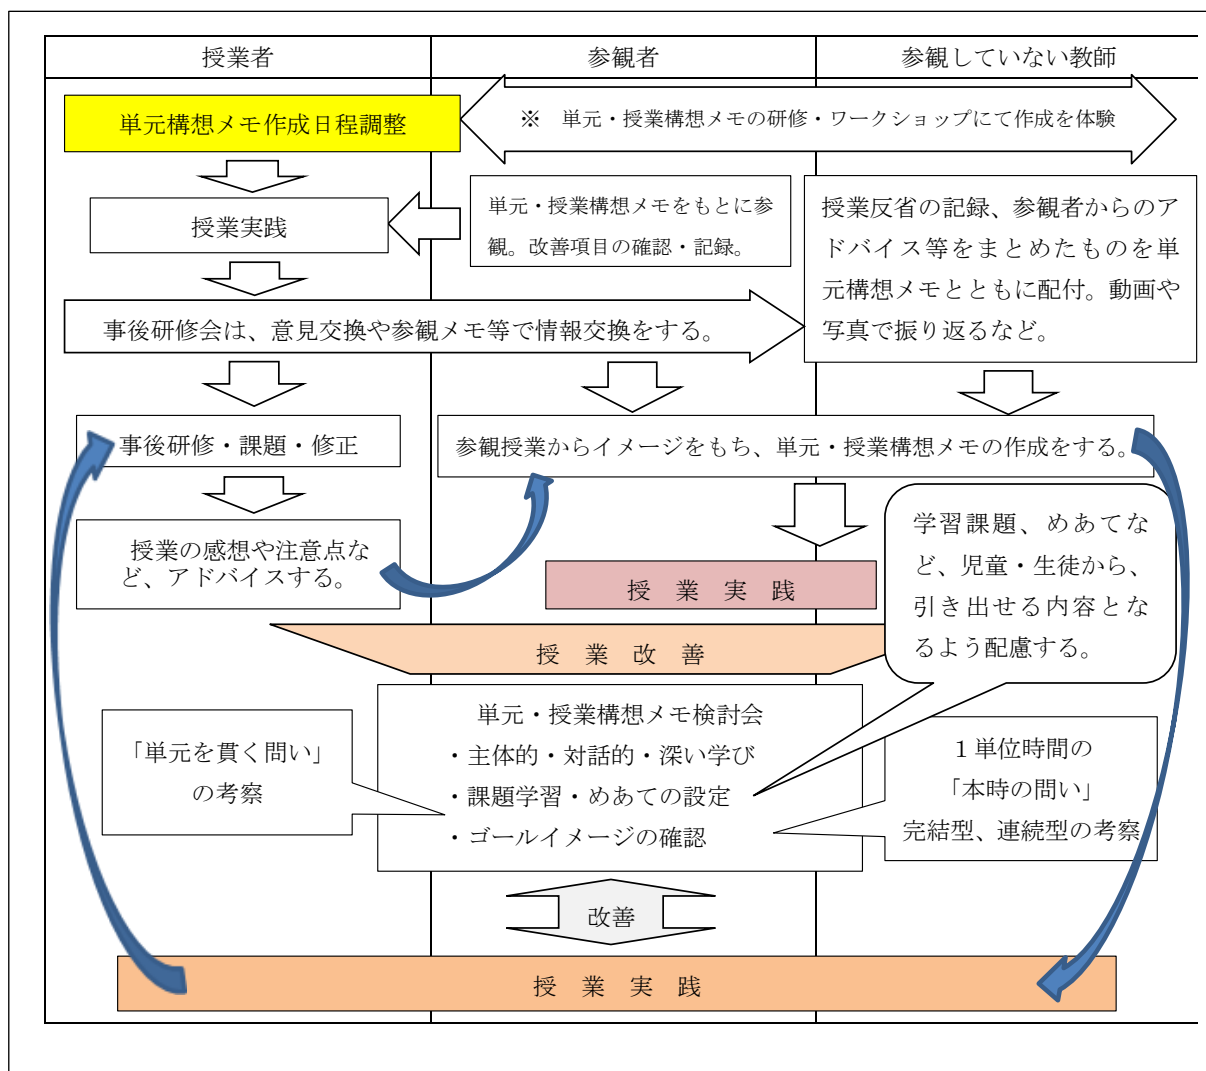 授業者
参観者
参観していない教師
単元構想メモ作成日程調整
※　単元・授業構想メモの研修・ワークショップにて作成を体験
授業実践
単元・授業構想メモをもとに参
観。改善項目の確認・記録。
授業反省の記録、参観者からのア
ドバイス等をまとめたものを単
元構想メモとともに配付。動画や
写真で振り返るなど。
事後研修会は、意見交換や参観メモ等で情報交換をする。
事後研修・課題・修正
参観授業からイメージをもち、単元・授業構想メモの作成をする。
授業の感想や注意点な
ど、アドバイスする。
学習課題、めあてな
ど、児童・生徒から、
引き出せる内容とな
るよう配慮する。
授　業　実　践
授　業　改　善
単元・授業構想メモ検討会
・主体的・対話的・深い学び
・課題学習・めあての設定
・ゴールイメージの確認
「単元を貫く問い」
の考察
１単位時間の
「本時の問い」
完結型、連続型の考察
改善
授　業　実　践